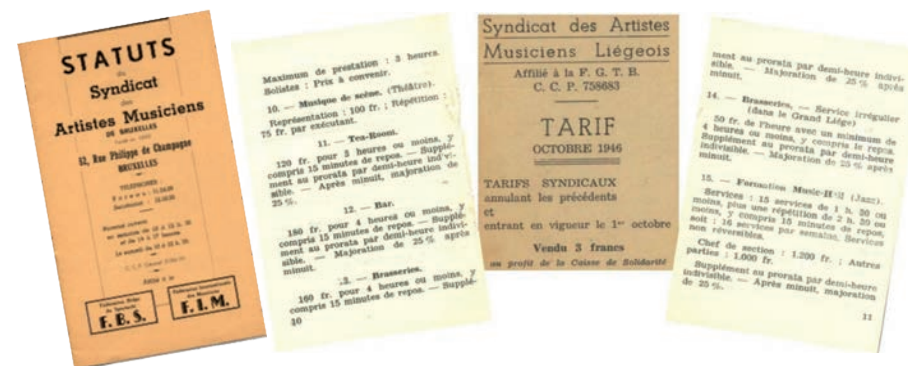 STATUTS
du
Syndicat
des
Artistes Musiciens
DE BRUXELLES
52, Rue Philippe de Champagne
BRUXELLES
TELEPHONES :
F. B. S.
F. I. M.
Maximum de prestation : 3 heures.
Solistes : Prix à convenir.
10. — Musique de scène. (Théâtre).
Représentation : 100 fr. ; Répétition :
75 fr. par exécutant.
11. — Tea-Room.
120 fr. pour 3 heures ou moins, y
compris 15 minutes de repos. — Supplé-
ment au prorata par demi-heure indivi-
sible. — Après minuit, majoration de
25 %.
12. — Bar.
180 fr. pour 4 heures ou moins, y
compris 15 minutes de repos. — Supplé-
ment au prorata par demi-heure indivi-
sible. — Majoration de 25 % après
minuit.
— Brasseries.
160 fr. pour 4 heures ou moins, y
compris 15 minutes de repos. — Supplé-
10
Syndicat des Artistes
Musiciens Liégeois
Affilié à la F. G. T. B.
C. C. P. 758683
TARIF
OCTOBRE 1946
TARIFS SYNDICAUX
annulant les précédents
et
entrant en vigueur le 1er octobre
Vendu 3 francs
au profit de la Caisse de Solidarité
ment au prorata par demi-heure indivi-
sible. — Majoration de 25 % après
minuit.
14. — Brasseries. — Service irrégulier
(dans le Grand Liége)
50 fr. de l'heure avec un minimum de
4 heures ou moins, y compris le repos.
Supplément au prorata par demi-heure
indivisible. — Majoration de 25 % après
minuit.
15. — Formation Music-Hall (Jazz).
Services : 15 services de 1 h. 50 ou
moins, plus une répétition de 2 h. 50 ou
moins, y compris 15 minutes de repos,
soit : 16 services par semaine. Services
non réversibles.
Chef de section : 1.200 fr. ; Autres
parties : 1.000 fr.
Supplément au prorata par demi-heure
indivisible. — Après minuit, majoration
de 25 %.
11